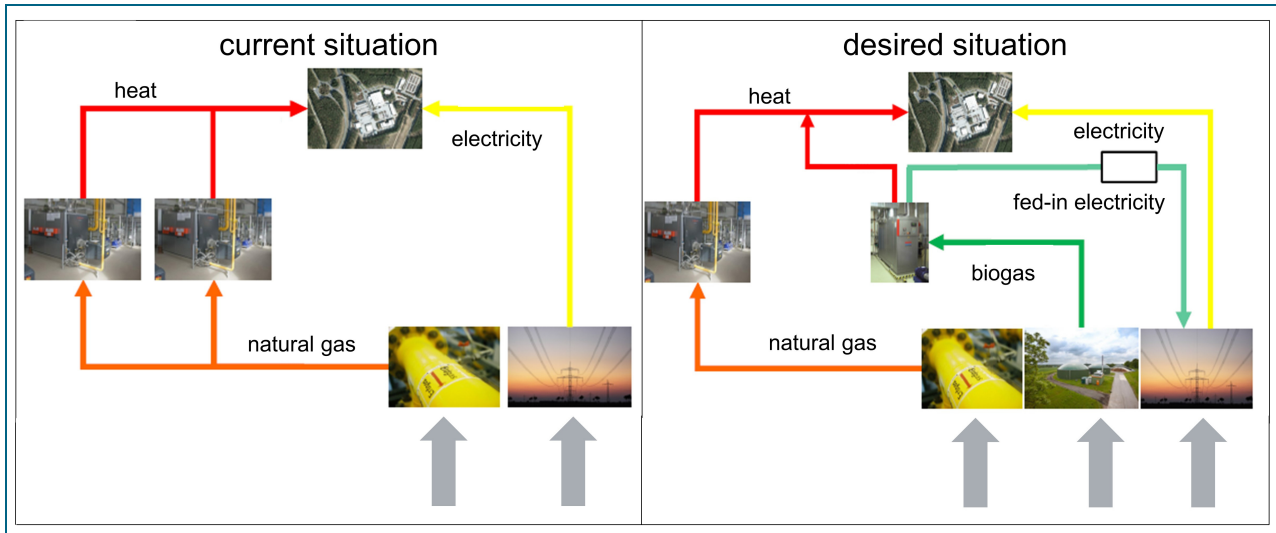 current situation
heat
electricity
natural gas
desired situation
heat
electricity
fed-in electricity
biogas
natural gas